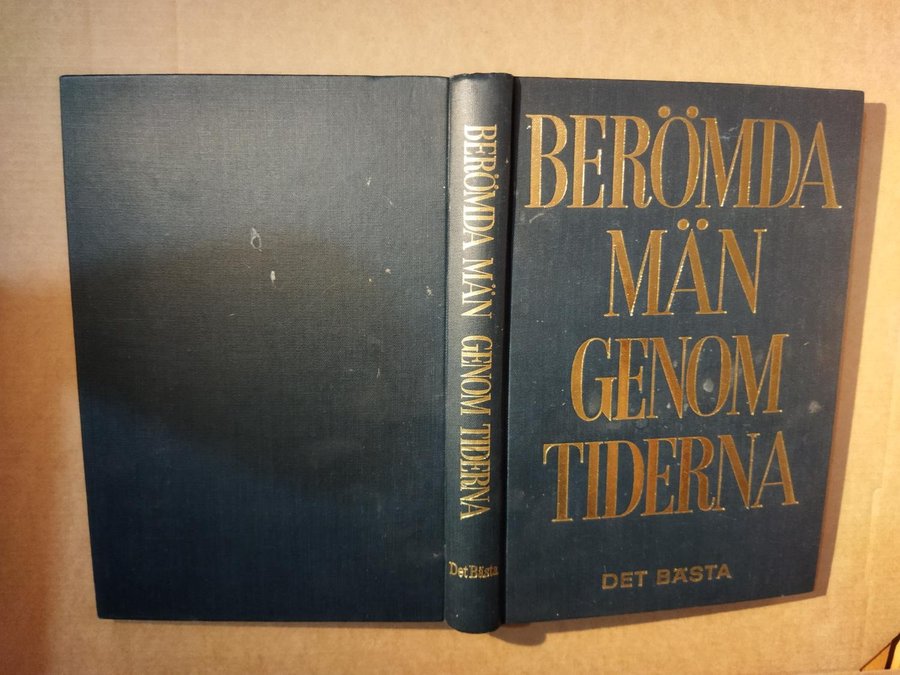 BERÖMDA MÄN GENOM TIDERNA
Det Bästa
BERÖMDA
MÄN
GENOM
TIDERNA
DET BÄSTA